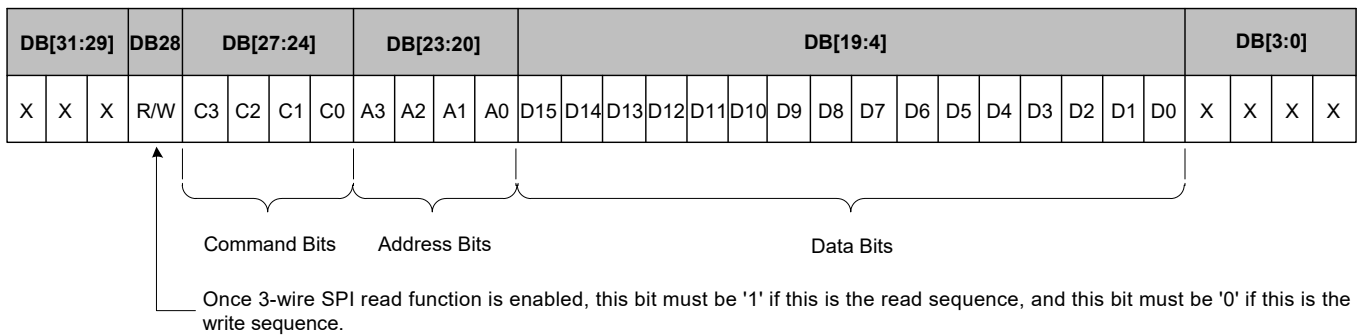 DB[31:29] DB28 DB[27:24] DB[23:20] DB[19:4] DB[3:0]
X X X R/W C3 C2 C1 C0 A3 A2 A1 A0 D15 D14 D13 D12 D11 D10 D9 D8 D7 D6 D5 D4 D3 D2 D1 D0 X X X X
Command Bits Address Bits Data Bits
Once 3-wire SPI read function is enabled, this bit must be '1' if this is the read sequence, and this bit must be '0' if this is the
write sequence.